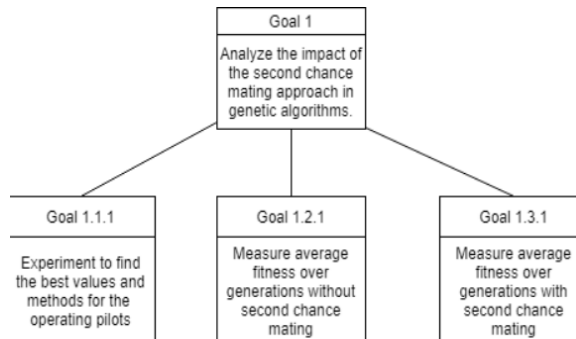 Goal 1
Analyze the impact of
the second chance
mating approach in
genetic algorithms.
Goal 1.1.1
Experiment to find
the best values and
methods for the
operating pilots
Goal 1.2.1
Measure average
fitness over
generations without
second chance
mating
Goal 1.3.1
Measure average
fitness over
generations with
second chance
mating